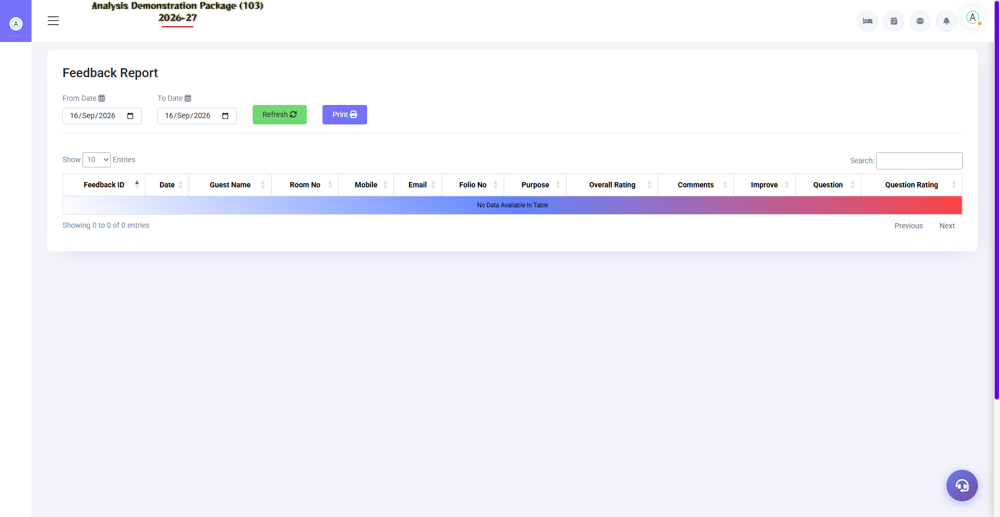 Analysis Demonstration Package (103)
2026-27
A
A
Feedback Report
From Date
To Date
16/Sep/2026
16/Sep/2026
Refresh
Print
Show 10 Entries
Search:
Feedback ID Date Guest Name Room No Mobile Email Folio No Purpose Overall Rating Comments Improve Question Question Rating
No Data Available In Table
Showing 0 to 0 of 0 entries
Previous Next